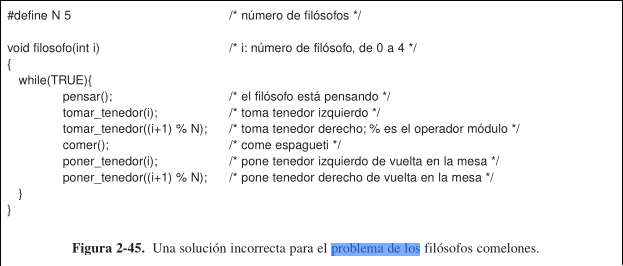 #define N 5 /* número de filósofos */
void filosofo(int i) /* i: número de filósofo, de 0 a 4 */
{
while(TRUE){
pensar(); /* el filósofo está pensando */
tomar_tenedor(i); /* toma tenedor izquierdo */
tomar_tenedor((i+1) % N); /* toma tenedor derecho; % es el operador módulo */
comer(); /* come espagueti */
poner_tenedor(i); /* pone tenedor izquierdo de vuelta en la mesa */
poner_tenedor((i+1) % N); /* pone tenedor derecho de vuelta en la mesa */
}
}
Figura 2-45. Una solución incorrecta para el problema de los filósofos comelones.